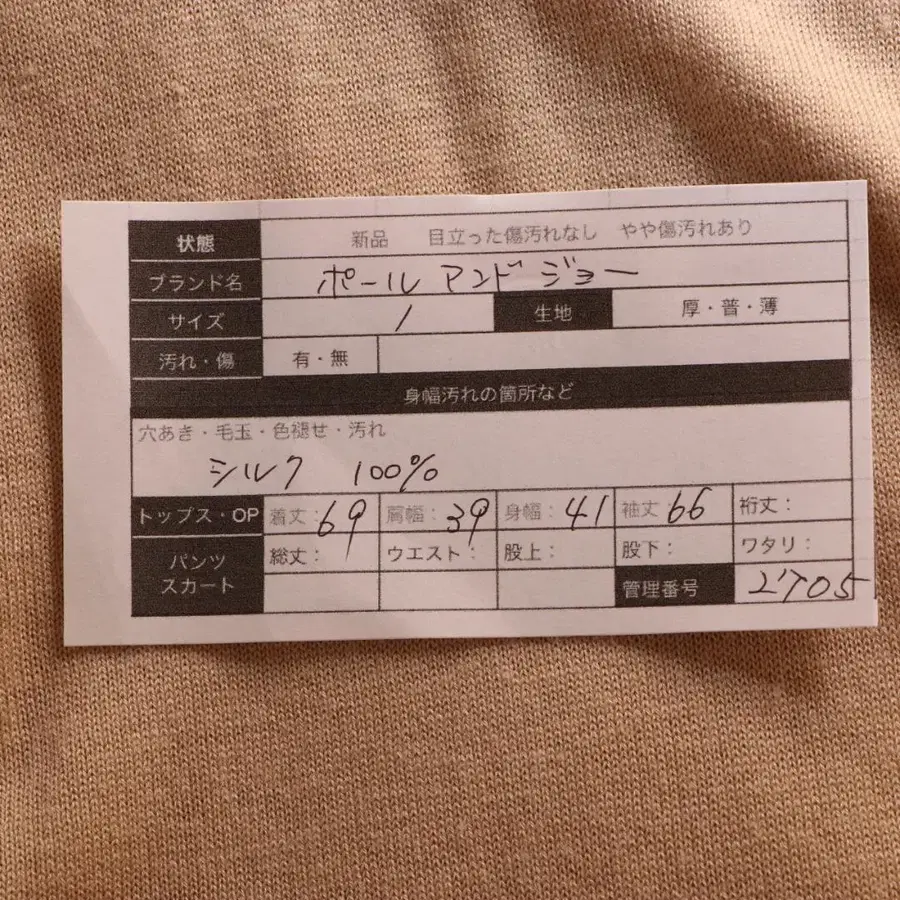 状態 新品 目立った傷汚れなし やや傷汚れあり
ブランド名 ポール アンド ジョー
サイズ 1 生地 厚・普・薄
汚れ・傷 有・無
身幅汚れの箇所など
穴あき・毛玉・色褪せ・汚れ
シルク 100%
トップス・OP 着丈:69 肩幅:39 身幅:41 袖丈:66 裄丈:
パンツ スカート 総丈: ウエスト: 股上: 股下: ワタリ:
管理番号 2705